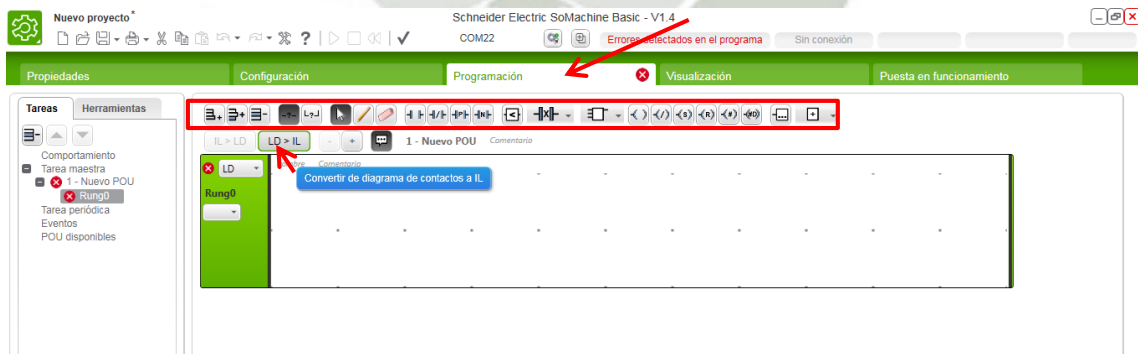 Nuevo proyecto*
Schneider Electric SoMachine Basic - V1.4
COM22
Errores detectados en el programa
Sin conexión
Propiedades
Configuración
Programación
Visualización
Puesta en funcionamiento
Tareas
Herramientas
IL > LD
LD > IL
-
+
1 - Nuevo POU
Comentario
Comportamiento
Tarea maestra
1 - Nuevo POU
Rung0
Tarea periódica
Eventos
POU disponibles
LD
Comentario
Convertir de diagrama de contactos a IL
Rung0